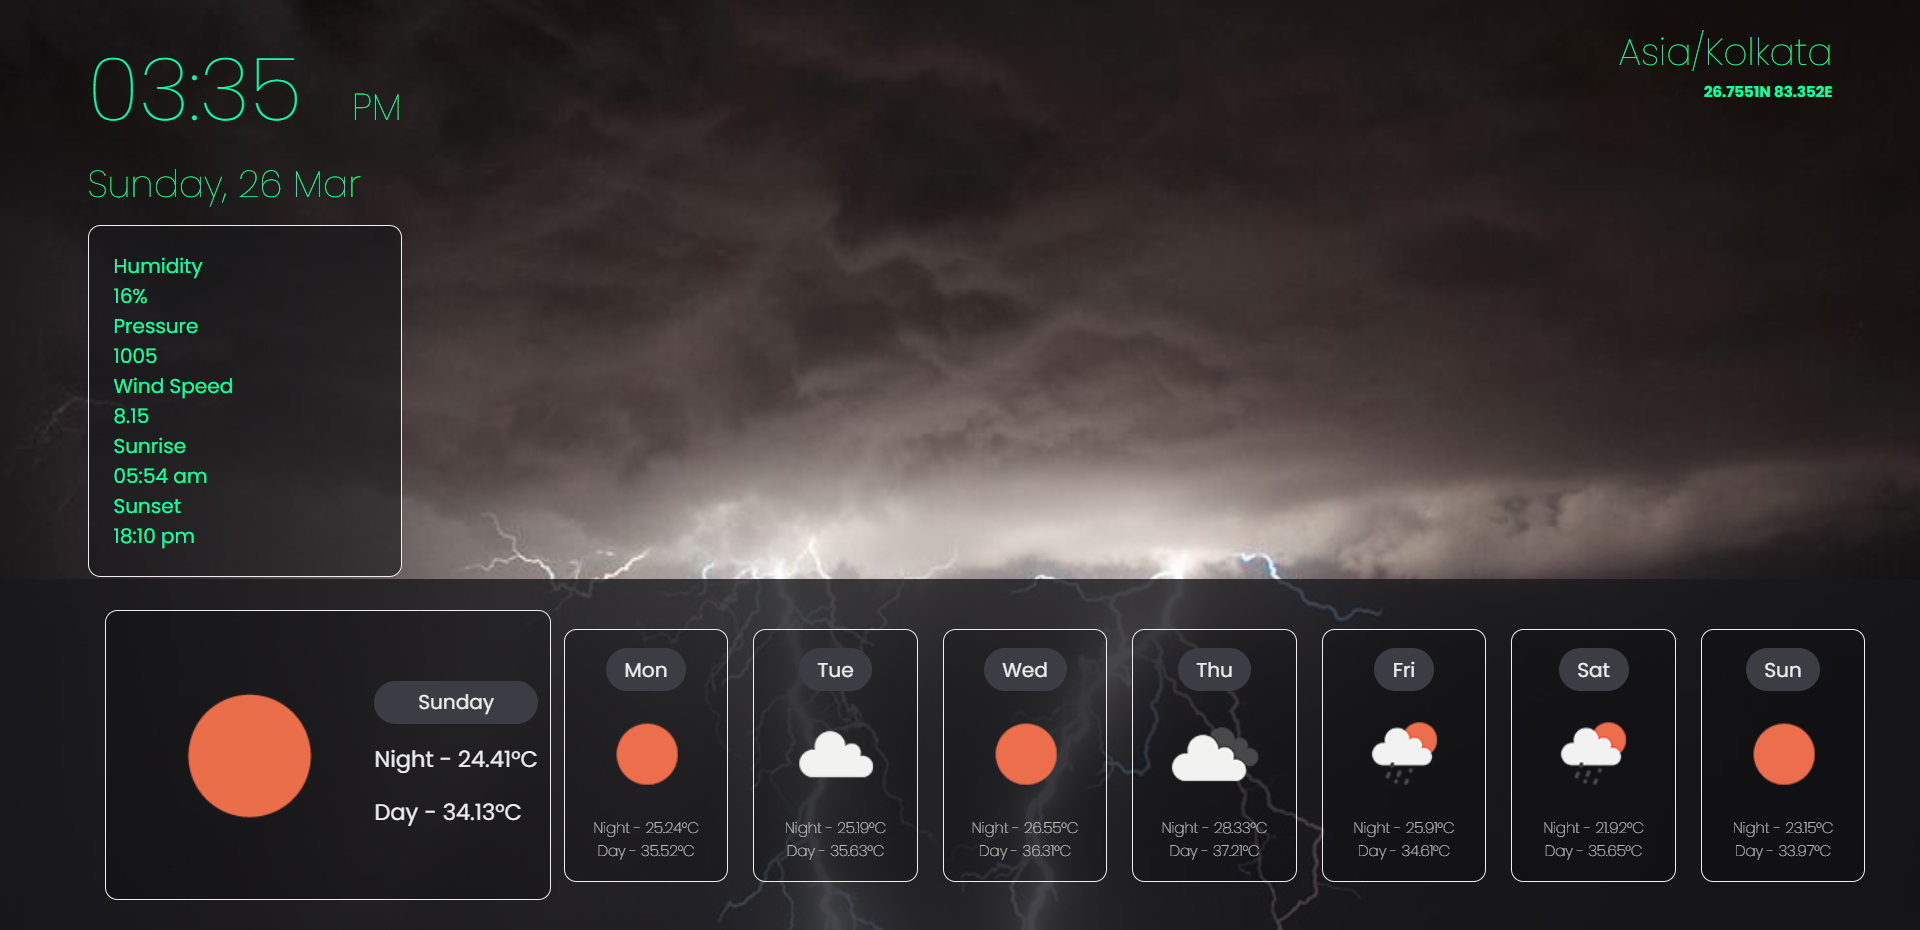 03:35 PM
Sunday, 26 Mar
Asia/Kolkata
26.7551N 83.352E
Humidity
16%
Pressure
1005
Wind Speed
8.15
Sunrise
05:54 am
Sunset
18:10 pm
Sunday
Night - 24.41°C
Day - 34.13°C
Mon
Night - 25.24°C
Day - 35.52°C
Tue
Night - 25.19°C
Day - 35.63°C
Wed
Night - 26.55°C
Day - 36.31°C
Thu
Night - 28.33°C
Day - 37.21°C
Fri
Night - 25.91°C
Day - 34.61°C
Sat
Night - 21.92°C
Day - 35.65°C
Sun
Night - 23.15°C
Day - 33.97°C